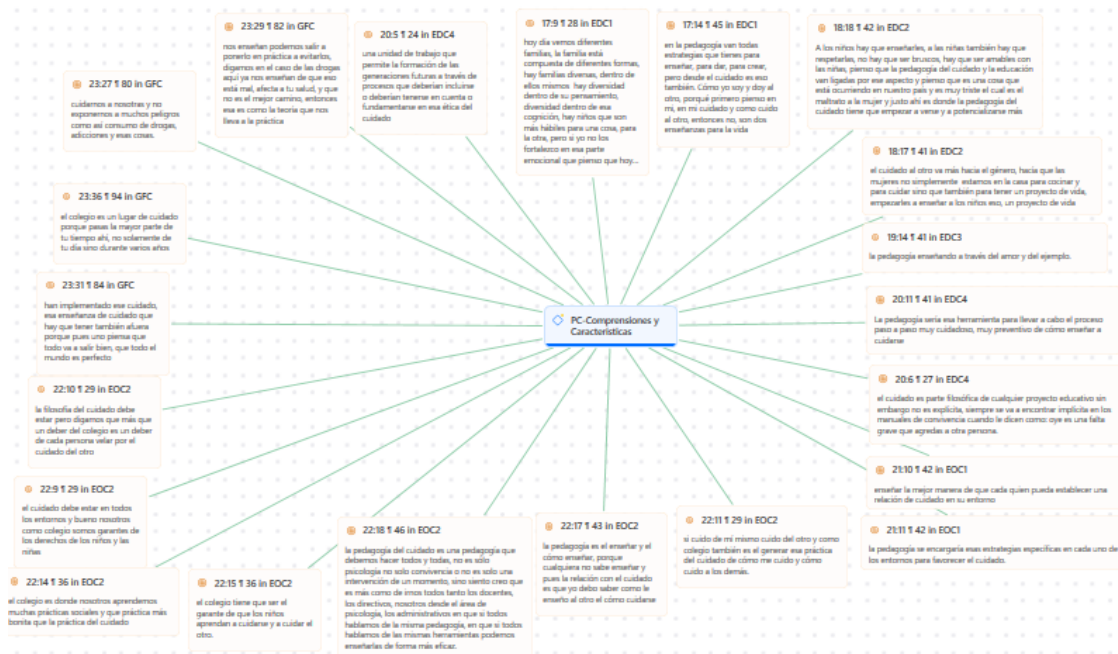 23:29 ¶ 82 in GFC
nos enseñan podemos salir a
ponerlo en práctica a evitarlos,
digamos en el caso de las drogas
aquí ya nos enseñan de que eso
está mal, afecta a tu salud, y que
no es el mejor camino, entonces
esa es como la teoría que nos
lleva a la práctica
20:5 ¶ 24 in EDC4
una unidad de trabajo que
permita la formación de las
generaciones futuras a través de
procesos que deberían incluirse
o deberían tenerse en cuenta o
fundamentarse en esa ética del
cuidado
17:9 ¶ 28 in EDC1
hoy día vemos diferentes
familias, la familia está
compuesta de diferentes formas,
hay familias diversas, dentro de
ellos mismos hay diversidad
dentro de su pensamiento,
diversidad dentro de esa
cognición, hay niños que son
más hábiles para una cosa, para
la otra, pero si yo no los
fortalezco en esa parte
emocional que pienso que hoy...
17:14 ¶ 45 in EDC1
en la pedagogía van todas
estrategias que tienes para
enseñar, para dar, para crear,
pero desde el cuidado es eso
también. Cómo yo soy y doy al
otro, porqué primero pienso en
mí, en mi cuidado y como cuido
al otro, entonces no, son dos
enseñanzas para la vida
18:18 ¶ 42 in EDC2
A los niños hay que enseñarles, a las niñas también hay que
respetarlas, no hay que ser bruscos, hay que ser amables con
las niñas, pienso que la pedagogía del cuidado y la educación
van ligadas por ese aspecto y pienso que es una cosa que
está ocurriendo en nuestro país y es muy triste el cual es el
maltrato a la mujer y justo ahí es donde la pedagogía del
cuidado tiene que empezar a verse y a potencializarse más
23:27 ¶ 80 in GFC
cuidarnos a nosotras y no
exponernos a muchos peligros
como así consumo de drogas,
adicciones y esas cosas.
18:17 ¶ 41 in EDC2
el cuidado al otro va más hacia el género, hacia que las
mujeres no simplemente estamos en la casa para cocinar y
para cuidar sino que también para tener un proyecto de vida,
empezarles a enseñar a los niños eso, un proyecto de vida
23:36 ¶ 94 in GFC
el colegio es un lugar de cuidado
porque pasas la mayor parte de
tu tiempo ahí, no solamente de
tu día sino durante varios años
19:14 ¶ 41 in EDC3
la pedagogía enseñando a través del amor y del ejemplo.
23:31 ¶ 84 in GFC
han implementado ese cuidado,
esa enseñanza de cuidado que
hay que tener también afuera
porque pues uno piensa que
todo va a salir bien, que todo el
mundo es perfecto
PC-Comprensiones y
Características
20:11 ¶ 41 in EDC4
La pedagogía sería esa herramienta para llevar a cabo el proceso
paso a paso muy cuidadoso, muy preventivo de cómo enseñar a
cuidarse
22:10 ¶ 29 in EOC2
la filosofía del cuidado debe
estar pero digamos que más que
un deber del colegio es un deber
de cada persona velar por el
cuidado del otro
20:6 ¶ 27 in EDC4
el cuidado es parte filosófica de cualquier proyecto educativo sin
embargo no es explícita, siempre se va a encontrar implícita en los
manuales de convivencia cuando le dicen como: oye es una falta
grave que agredas a otra persona.
21:10 ¶ 42 in EOC1
enseñar la mejor manera de que cada quien pueda establecer una
relación de cuidado en su entorno
22:9 ¶ 29 in EOC2
el cuidado debe estar en todos
los entornos y bueno nosotros
como colegio somos garantes de
los derechos de los niños y las
niñas
21:11 ¶ 42 in EOC1
la pedagogía se encargaría esas estrategias específicas en cada uno de
los entornos para favorecer el cuidado.
22:18 ¶ 46 in EOC2
la pedagogía del cuidado es una pedagogía que
debemos hacer todos y todas, no es sólo
psicología no solo convivencia o no es solo una
intervención de un momento, sino siento creo que
es más como de irnos todos tanto los docentes,
los directivos, nosotros desde el área de
psicología, los administrativos en que si todos
hablamos de la misma pedagogía, en que si todos
hablamos de las mismas herramientas podemos
enseñarlas de forma más eficaz.
22:17 ¶ 43 in EOC2
la pedagogía es el enseñar y el
cómo enseñar, porque
cualquiera no sabe enseñar y
pues la relación con el cuidado
es que yo debo saber como le
enseño al otro el cómo cuidarse
22:11 ¶ 29 in EOC2
si cuido de mí mismo cuido del otro y como
colegio también es el generar esa práctica
del cuidado de cómo me cuido y cómo
cuido a los demás.
22:14 ¶ 36 in EOC2
el colegio es donde nosotros aprendemos
muchas prácticas sociales y que práctica más
bonita que la práctica del cuidado
22:15 ¶ 36 in EOC2
el colegio tiene que ser el
garante de que los niños
aprendan a cuidarse y a cuidar el
otro.